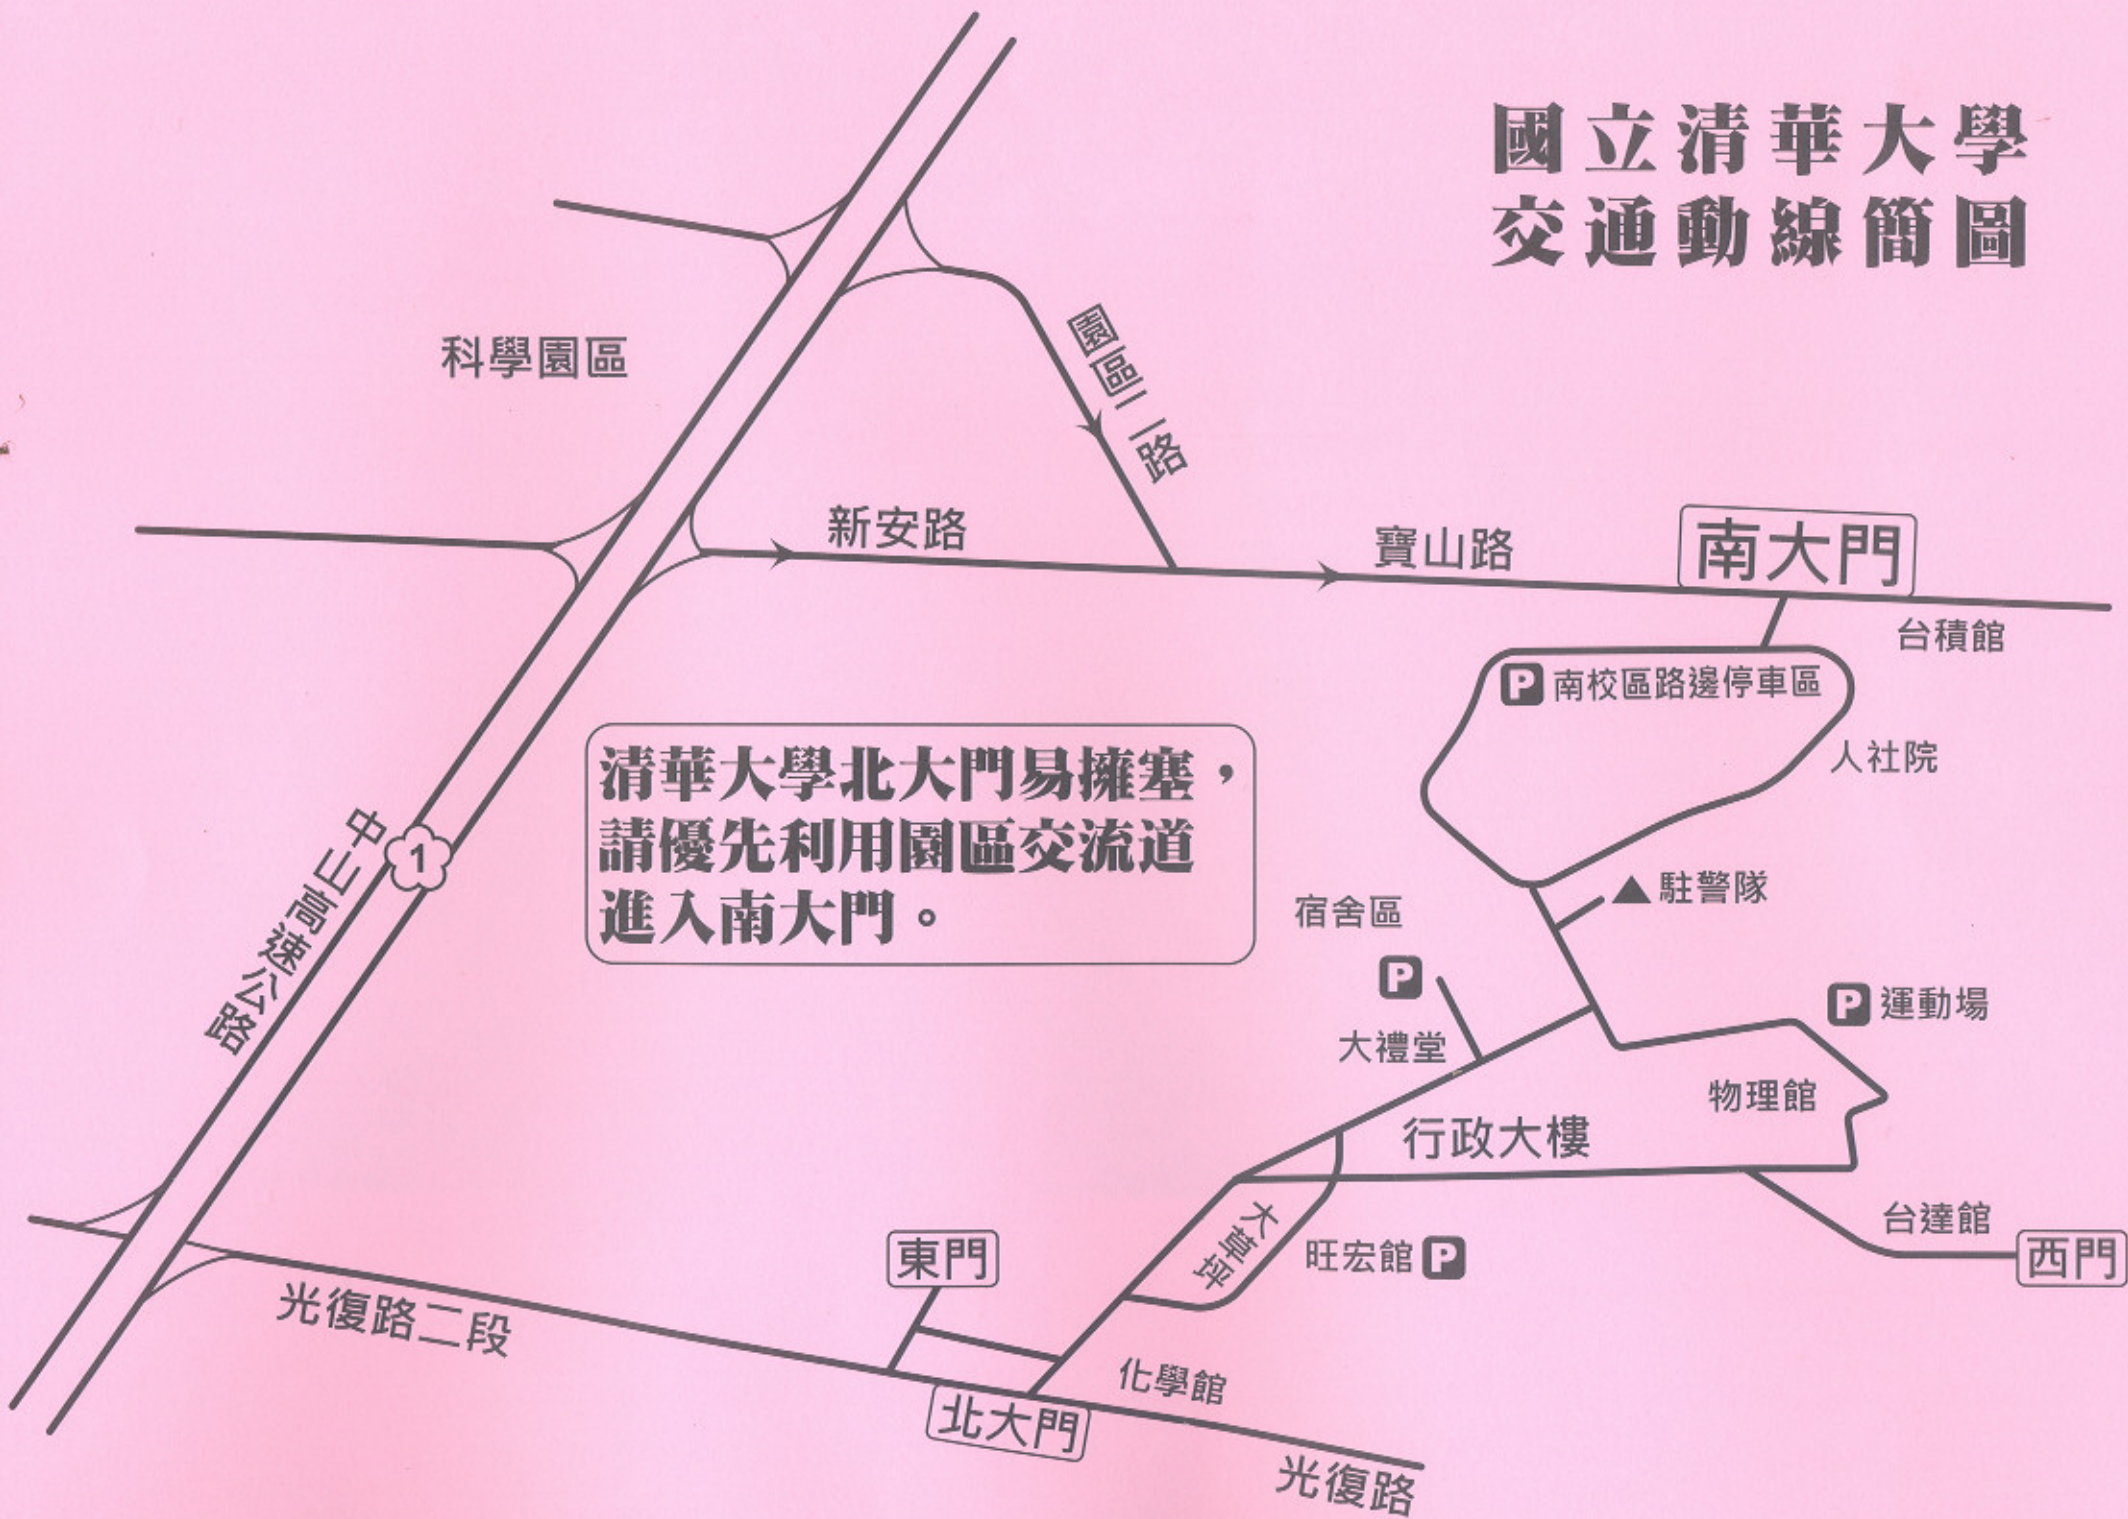 國立清華大學
交通動線簡圖
科學園區
園區二路
新安路
寶山路
南大門
台積館
P 南校區路邊停車區
人社院
清華大學北大門易擁塞，
請優先利用園區交流道
進入南大門。
中山高速公路
1
駐警隊
宿舍區
P
P 運動場
大禮堂
物理館
行政大樓
大草坪
台達館
西門
旺宏館 P
東門
光復路二段
化學館
北大門
光復路